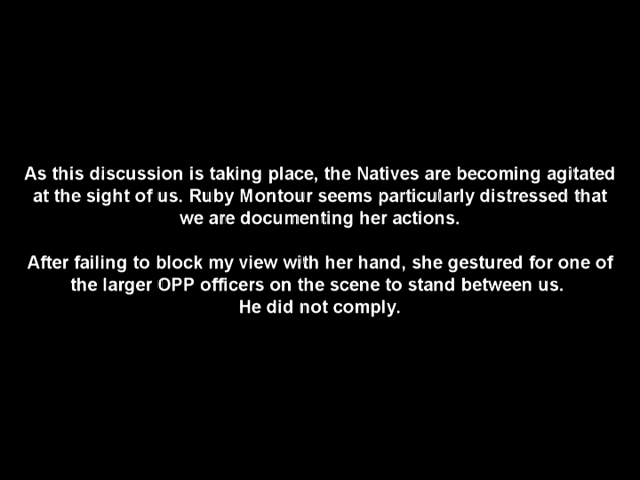 As this discussion is taking place, the Natives are becoming agitated
at the sight of us. Ruby Montour seems particularly distressed that
we are documenting her actions.
After failing to block my view with her hand, she gestured for one of
the larger OPP officers on the scene to stand between us.
He did not comply.